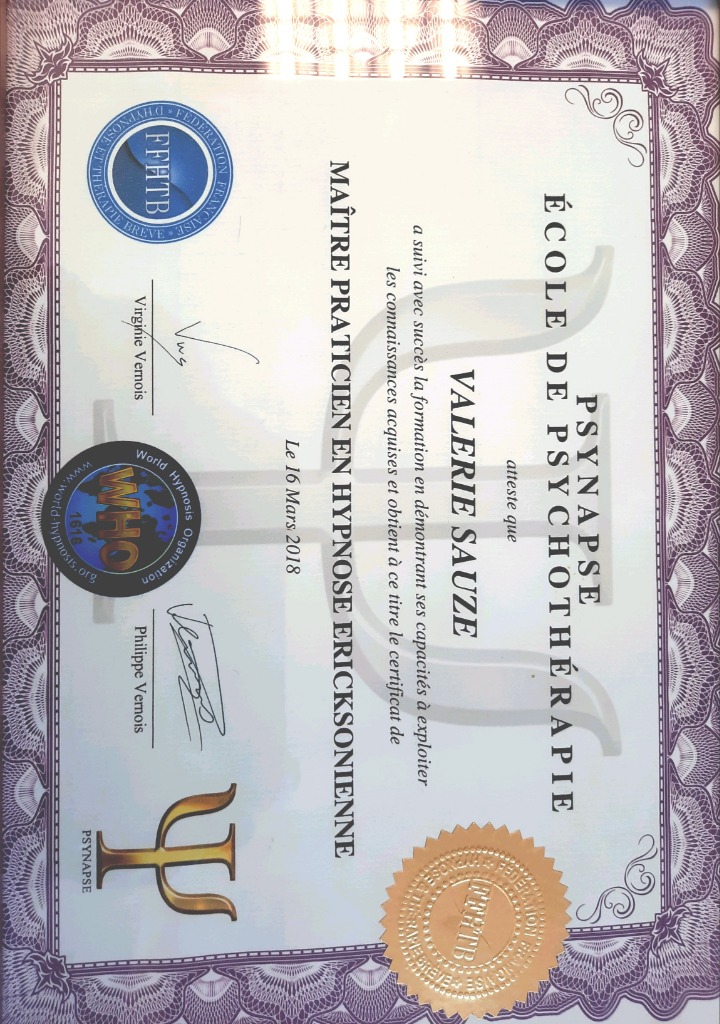 PSYNAPSE
ÉCOLE DE PSYCHOTHÉRAPIE
atteste que
VALERIE SAUZE
a suivi avec succès la formation en démontrant ses capacités à exploiter
les connaissances acquises et obtient à ce titre le certificat de
MAÎTRE PRATICIEN EN HYPNOSE ERICKSONIENNE
Le 16 Mars 2018
FÉDÉRATION FRANÇAISE
D'HYPNOSE ET THÉRAPIE BRÈVE
FFHTB
Virginie Vernois
World Hypnosis Organization
WHO
1616
www.world-hypnosis.org
Philippe Vernois
PSYNAPSE
FFHTB